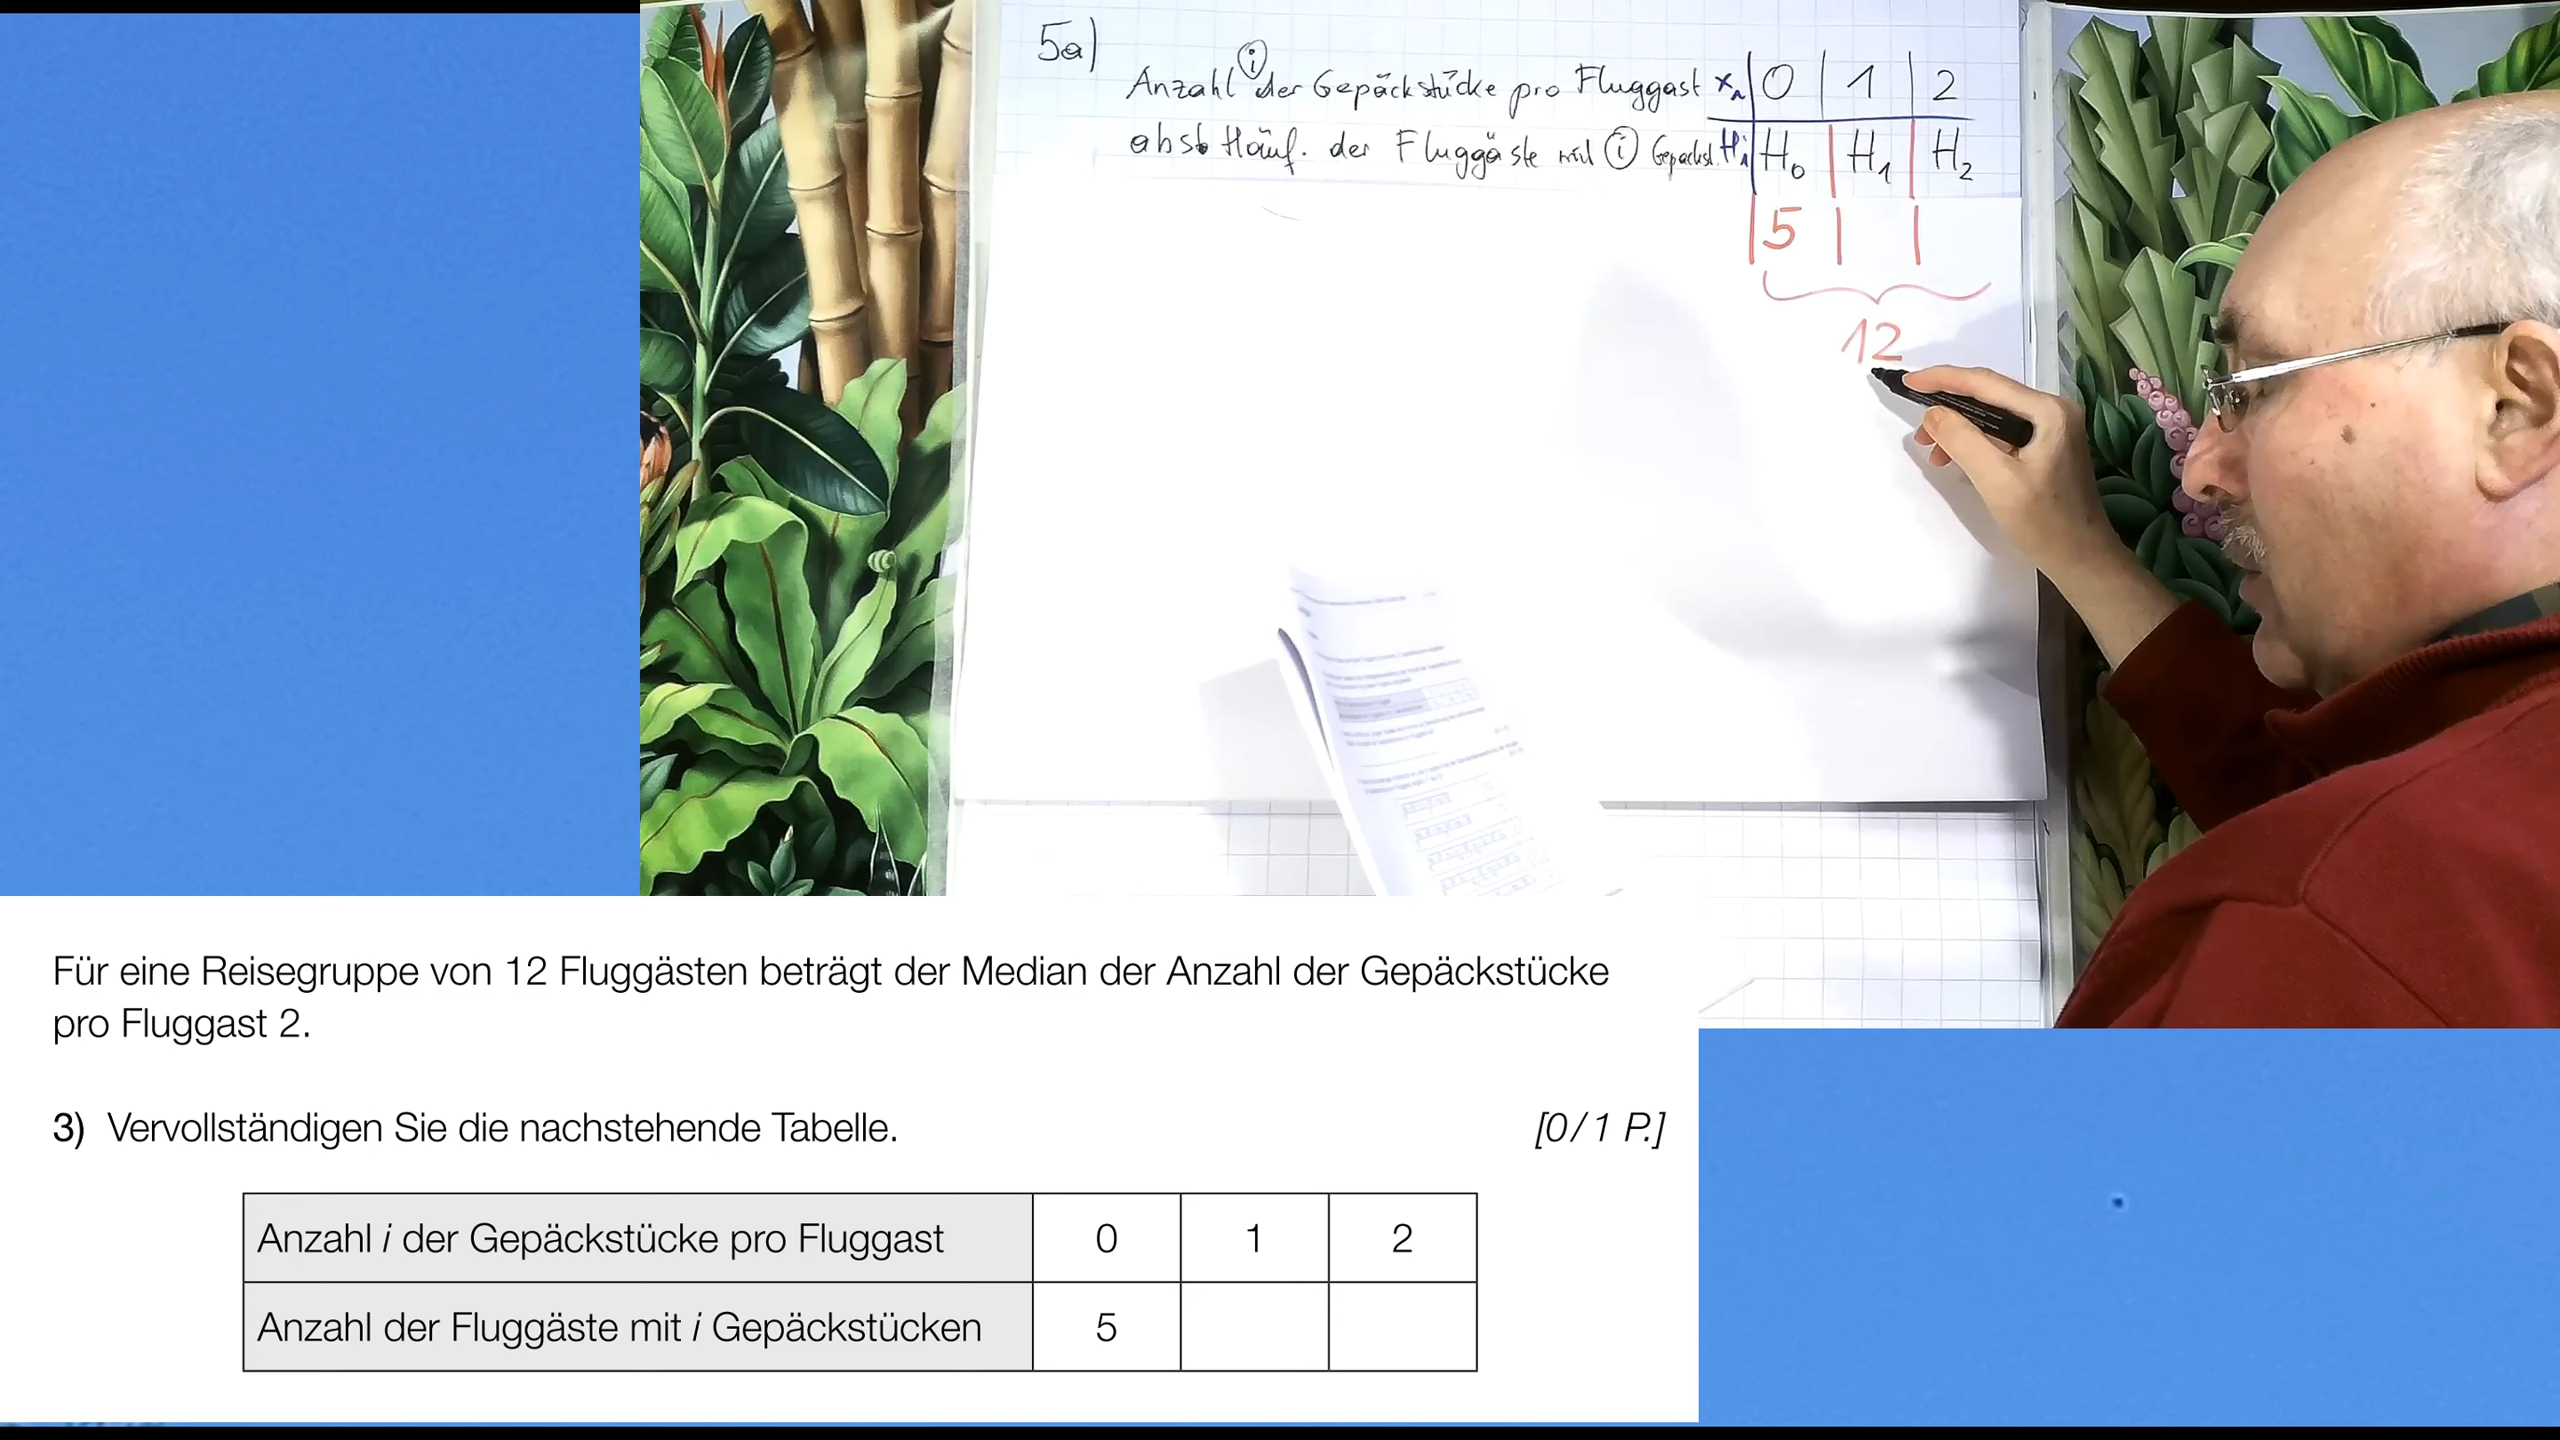 5a)
Anzahl i der Gepäckstücke pro Fluggast xᵢ 0 1 2
abs. Häuf. der Fluggäste mit i Gepäckst. Hᵢ H₀ H₁ H₂
5
12
Für eine Reisegruppe von 12 Fluggästen beträgt der Median der Anzahl der Gepäckstücke
pro Fluggast 2.
3) Vervollständigen Sie die nachstehende Tabelle. [0/1 P.]
Anzahl i der Gepäckstücke pro Fluggast 0 1 2
Anzahl der Fluggäste mit i Gepäckstücken 5